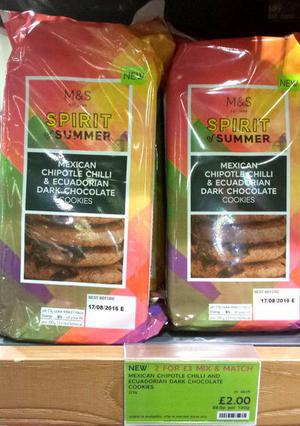 NEW
M&S
SPIRIT
of SUMMER
MEXICAN
CHIPOTLE CHILLI
& ECUADORIAN
DARK CHOCOLATE
COOKIES
BEST BEFORE
17/08/2016 E
NEW
M&S
SPIRIT
of SUMMER
MEXICAN
CHIPOTLE CHILLI
& ECUADORIAN
DARK CHOCOLATE
COOKIES
BEST BEFORE
17/08/2016 E
NEW 2 FOR £3 MIX & MATCH
MEXICAN CHIPOTLE CHILLI AND
ECUADORIAN DARK CHOCOLATE
COOKIES
£2.00